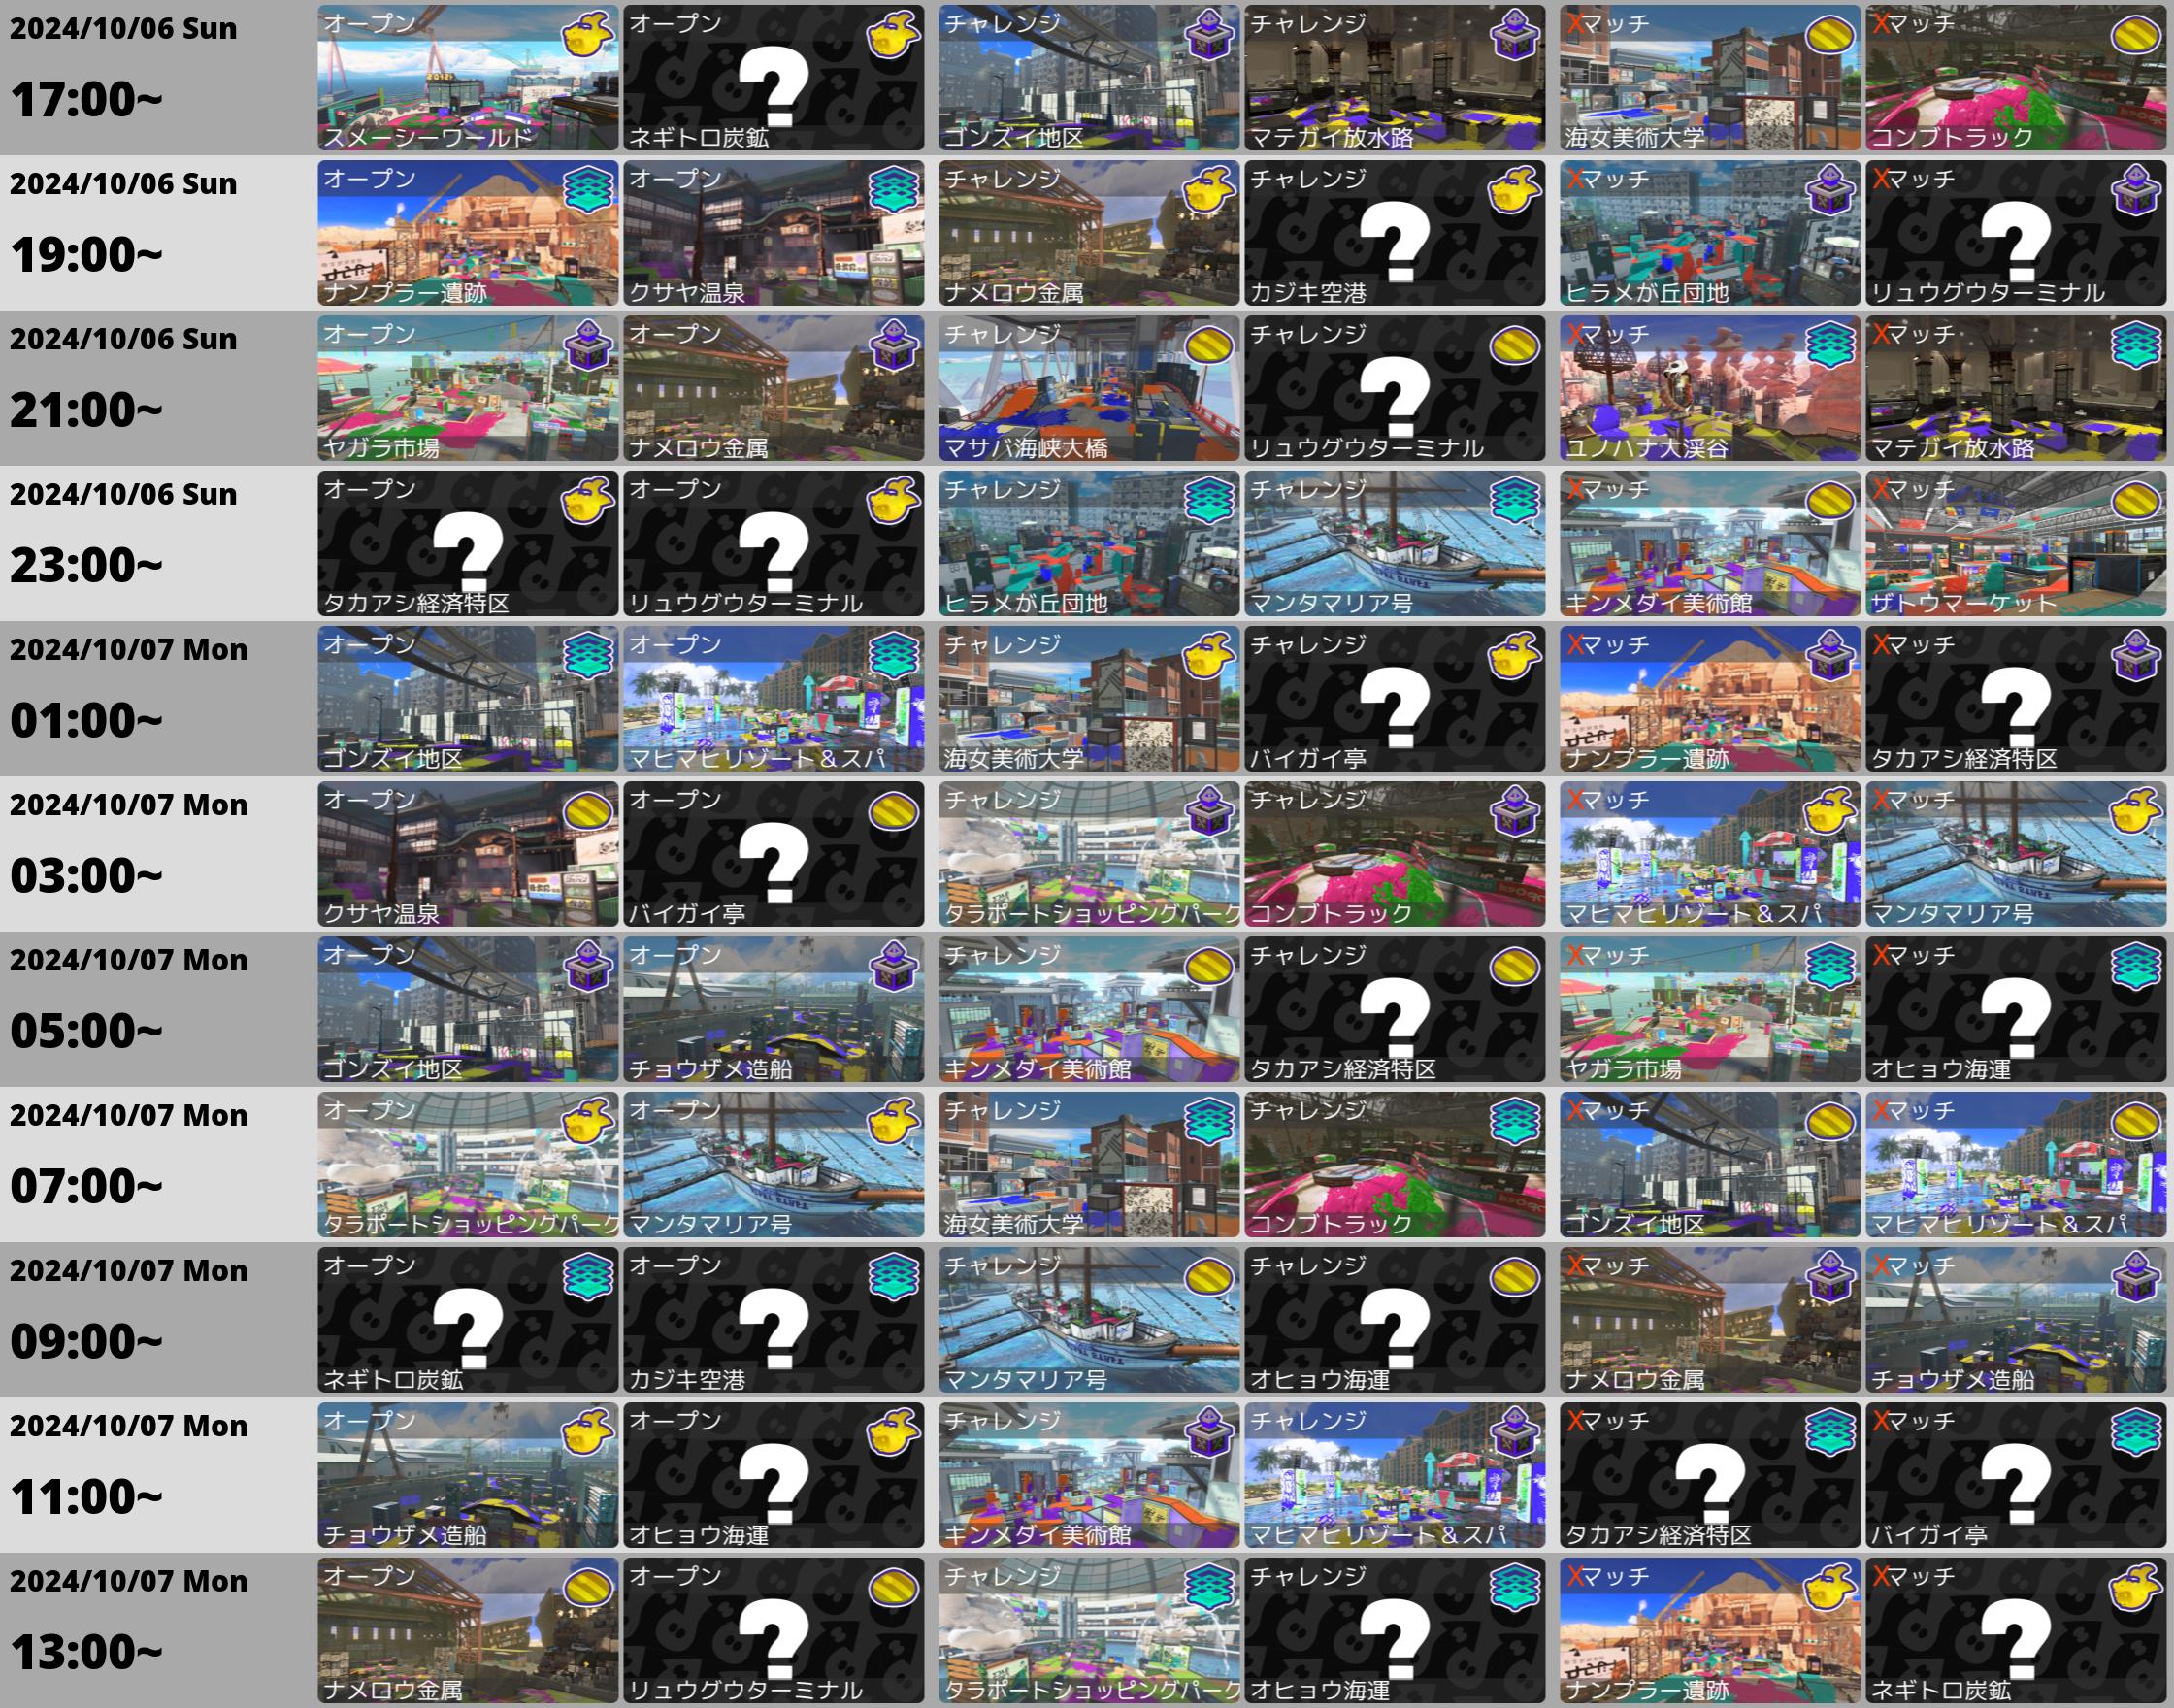 2024/10/06 Sun
17:00~
オープン
スメーシーワールド
オープン
ネギトロ炭鉱
チャレンジ
ゴンズイ地区
チャレンジ
マテガイ放水路
Xマッチ
海女美術大学
Xマッチ
コンブトラック
2024/10/06 Sun
19:00~
オープン
ナンプラー遺跡
オープン
クサヤ温泉
チャレンジ
ナメロウ金属
チャレンジ
カジキ空港
Xマッチ
ヒラメが丘団地
Xマッチ
リュウグウターミナル
2024/10/06 Sun
21:00~
オープン
ヤガラ市場
オープン
ナメロウ金属
チャレンジ
マサバ海峡大橋
チャレンジ
リュウグウターミナル
Xマッチ
ユノハナ大渓谷
Xマッチ
マテガイ放水路
2024/10/06 Sun
23:00~
オープン
タカアシ経済特区
オープン
リュウグウターミナル
チャレンジ
ヒラメが丘団地
チャレンジ
マンタマリア号
Xマッチ
キンメダイ美術館
Xマッチ
ザトウマーケット
2024/10/07 Mon
01:00~
オープン
ゴンズイ地区
オープン
マヒマヒリゾート＆スパ
チャレンジ
海女美術大学
チャレンジ
バイガイ亭
Xマッチ
ナンプラー遺跡
Xマッチ
タカアシ経済特区
2024/10/07 Mon
03:00~
オープン
クサヤ温泉
オープン
バイガイ亭
チャレンジ
タラポートショッピングパーク
チャレンジ
コンブトラック
Xマッチ
マヒマヒリゾート＆スパ
Xマッチ
マンタマリア号
2024/10/07 Mon
05:00~
オープン
ゴンズイ地区
オープン
チョウザメ造船
チャレンジ
キンメダイ美術館
チャレンジ
タカアシ経済特区
Xマッチ
ヤガラ市場
Xマッチ
オヒョウ海運
2024/10/07 Mon
07:00~
オープン
タラポートショッピングパーク
オープン
マンタマリア号
チャレンジ
海女美術大学
チャレンジ
コンブトラック
Xマッチ
ゴンズイ地区
Xマッチ
マヒマヒリゾート＆スパ
2024/10/07 Mon
09:00~
オープン
ネギトロ炭鉱
オープン
カジキ空港
チャレンジ
マンタマリア号
チャレンジ
オヒョウ海運
Xマッチ
ナメロウ金属
Xマッチ
チョウザメ造船
2024/10/07 Mon
11:00~
オープン
チョウザメ造船
オープン
オヒョウ海運
チャレンジ
キンメダイ美術館
チャレンジ
マヒマヒリゾート＆スパ
Xマッチ
タカアシ経済特区
Xマッチ
バイガイ亭
2024/10/07 Mon
13:00~
オープン
ナメロウ金属
オープン
リュウグウターミナル
チャレンジ
タラポートショッピングパーク
チャレンジ
オヒョウ海運
Xマッチ
ナンプラー遺跡
Xマッチ
ネギトロ炭鉱